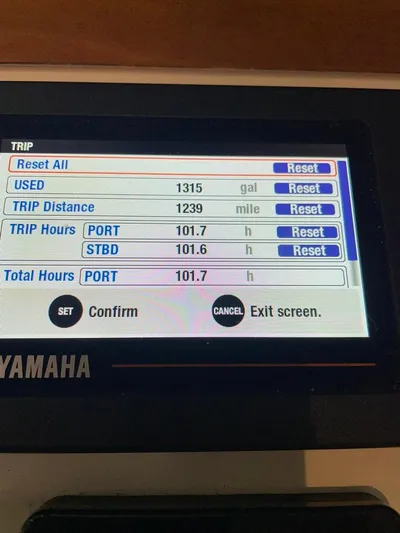 TRIP
Reset All Reset
USED 1315 gal Reset
TRIP Distance 1239 mile Reset
TRIP Hours PORT 101.7 h Reset
STBD 101.6 h Reset
Total Hours PORT 101.7 h
SET Confirm CANCEL Exit screen.
YAMAHA